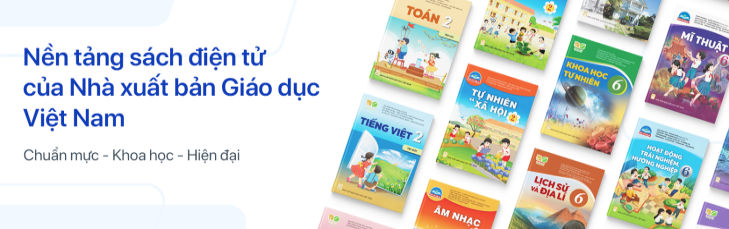 Nền tảng sách điện tử
của Nhà xuất bản Giáo dục
Việt Nam
Chuẩn mực - Khoa học - Hiện đại
TOÁN 2
2
MĨ THUẬT
TỰ NHIÊN
VÀ XÃ HỘI 2
KHOA HỌC
TỰ NHIÊN 6
TIẾNG VIỆT 2
HOẠT ĐỘNG
TRẢI NGHIỆM,
HƯỚNG NGHIỆP 6
LỊCH SỬ
VÀ ĐỊA LÍ 6
ÂM NHẠC